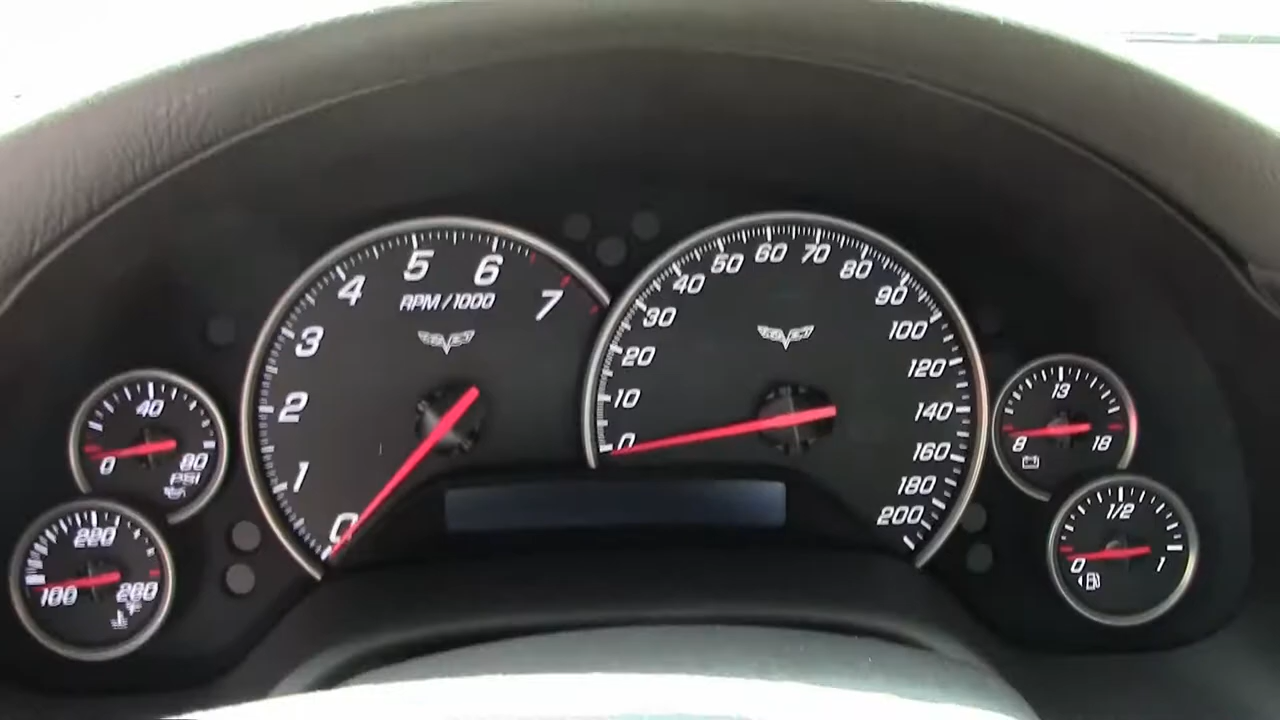 0 1 2 3 4 5 6 7
RPM/1000
0 10 20 30 40 50 60 70 80 90 100 120 140 160 180 200
0 40 80
PSI
100 220 260
8 13 18
0 1/2 1